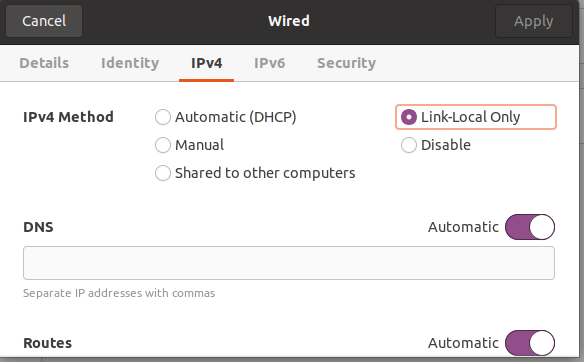 Cancel Wired Apply
Details Identity IPv4 IPv6 Security
IPv4 Method Automatic (DHCP) Link-Local Only
Manual Disable
Shared to other computers
DNS Automatic
Separate IP addresses with commas
Routes Automatic